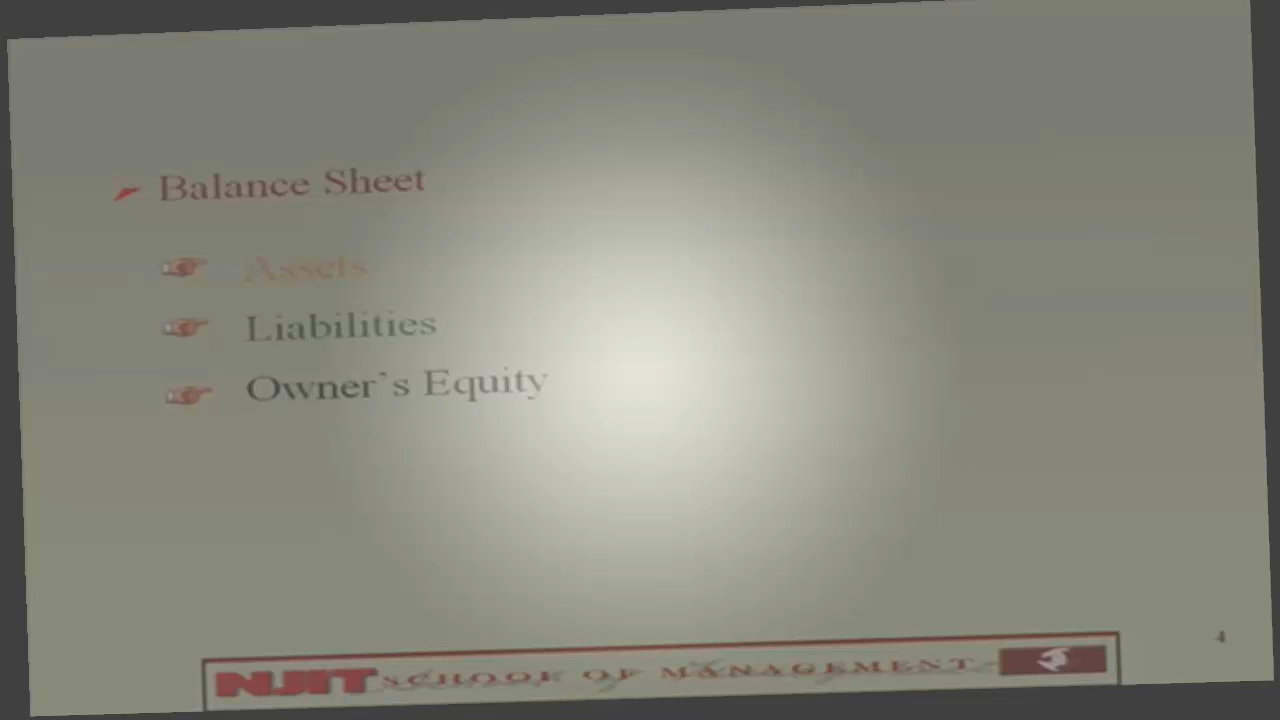 Balance Sheet
Assets
Liabilities
Owner's Equity
NJIT SCHOOL OF MANAGEMENT
4